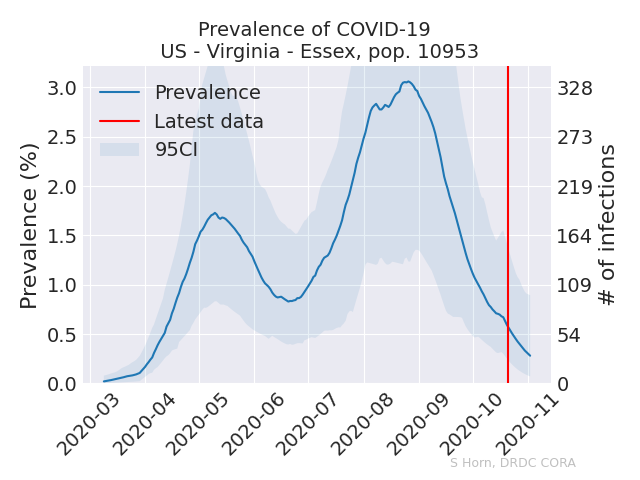 Prevalence of COVID-19
US - Virginia - Essex, pop. 10953
Prevalence
Latest data
95CI
Prevalence (%)
3.0
2.5
2.0
1.5
1.0
0.5
0.0
328
273
219
164
109
54
0
# of infections
2020-03
2020-04
2020-05
2020-06
2020-07
2020-08
2020-09
2020-10
2020-11
S Horn, DRDC CORA